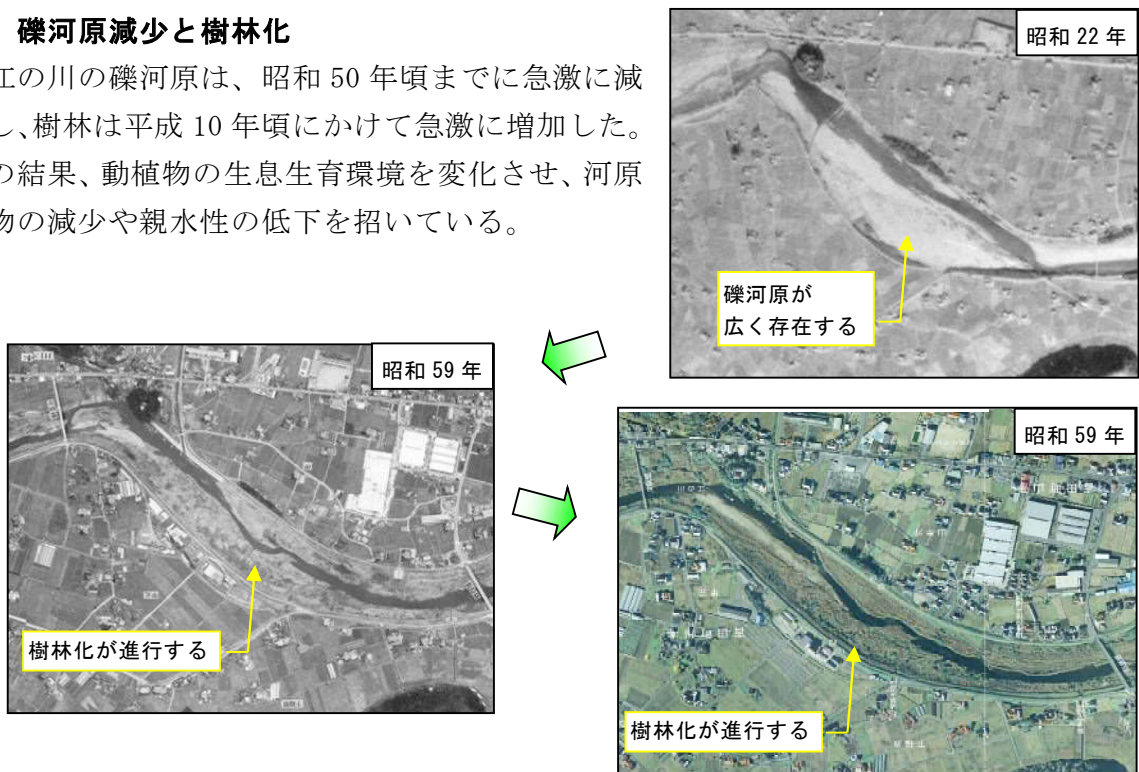 礫河原減少と樹林化
江の川の礫河原は、昭和 50 年頃までに急激に減
し、樹林は平成 10 年頃にかけて急激に増加した。
の結果、動植物の生息生育環境を変化させ、河原
物の減少や親水性の低下を招いている。
昭和 22 年
礫河原が
広く存在する
昭和 59 年
樹林化が進行する
昭和 59 年
樹林化が進行する